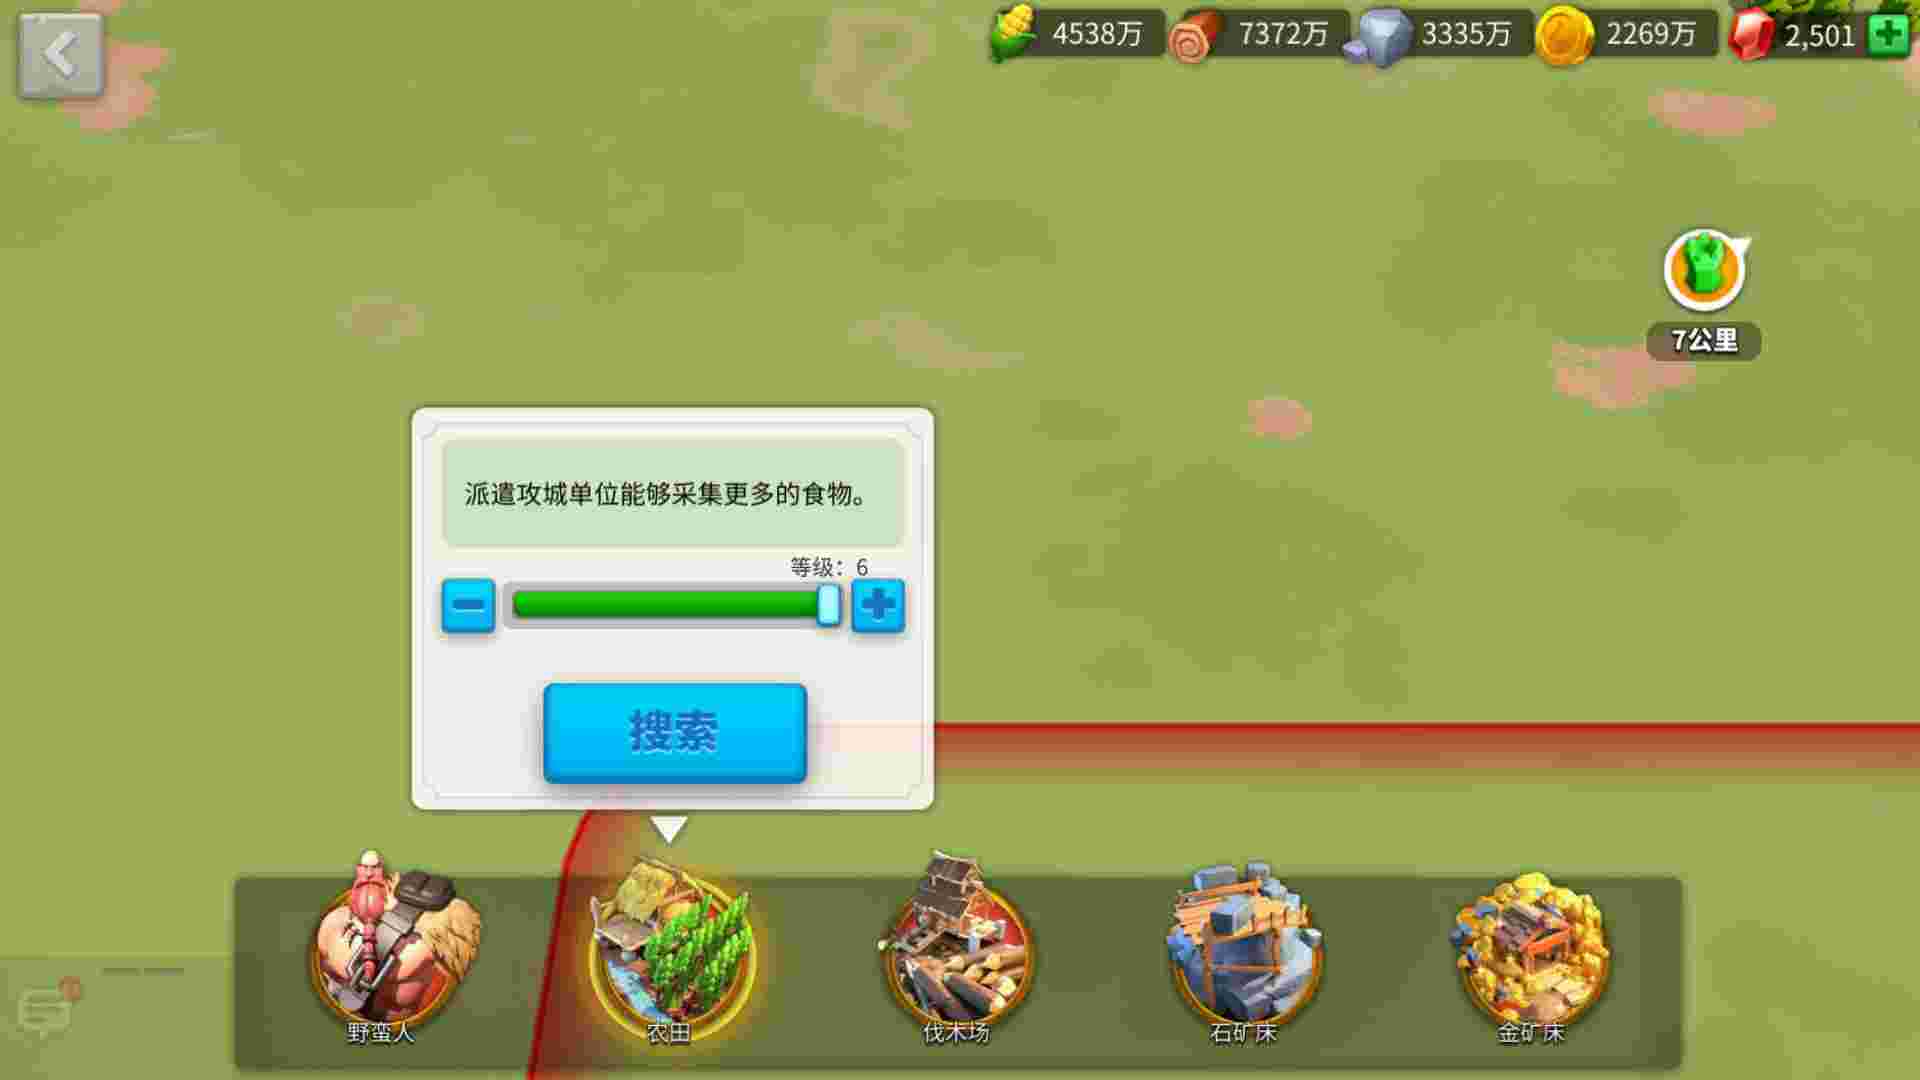 4538万
7372万
3335万
2269万
2,501
7公里
派遣攻城单位能够采集更多的食物。
等级：6
搜索
野蛮人
农田
伐木场
石矿床
金矿床